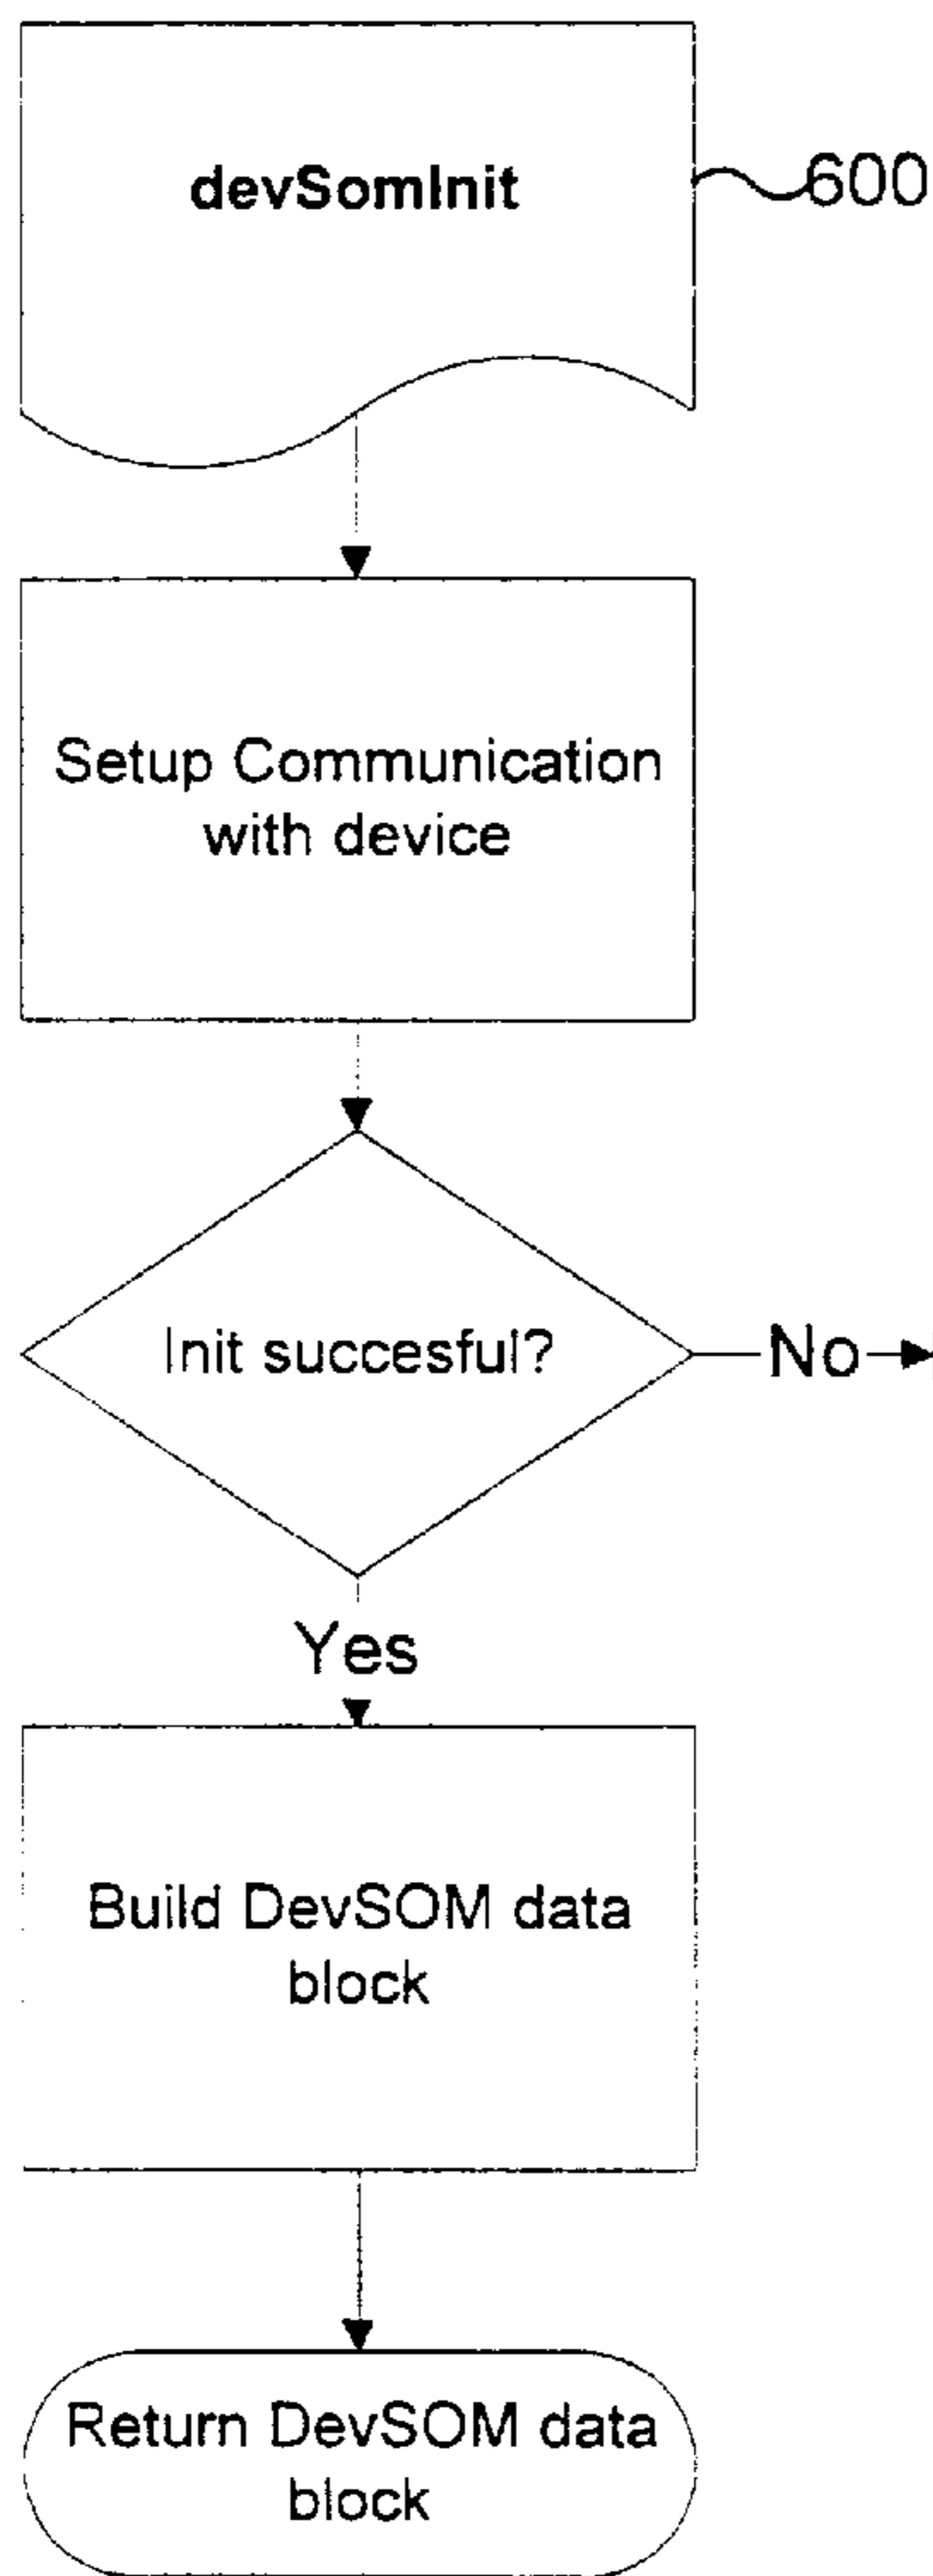 devSomInit
600
Setup Communication
with device
Init succesful?
No
Yes
Build DevSOM data
block
Return DevSOM data
block